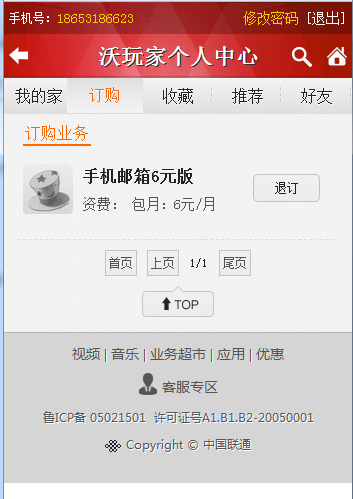 手机号：18653186623 修改密码 [退出]
沃玩家个人中心
我的家 订购 收藏 推荐 好友
订购业务
手机邮箱6元版
资费： 包月：6元/月
退订
首页 上页 1/1 尾页
TOP
视频 | 音乐 | 业务超市 | 应用 | 优惠
客服专区
鲁ICP备 05021501 许可证号A1.B1.B2-20050001
Copyright © 中国联通